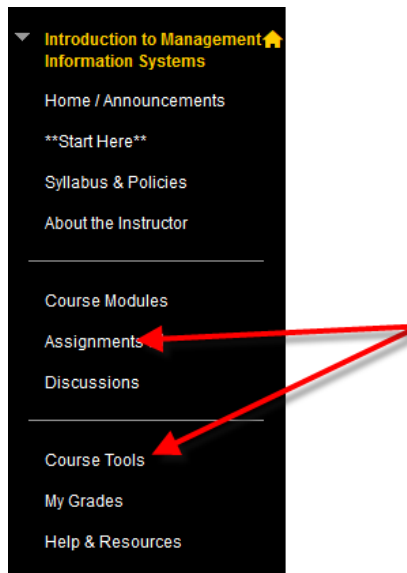 Introduction to Management
Information Systems
Home / Announcements
**Start Here**
Syllabus & Policies
About the Instructor
Course Modules
Assignments
Discussions
Course Tools
My Grades
Help & Resources